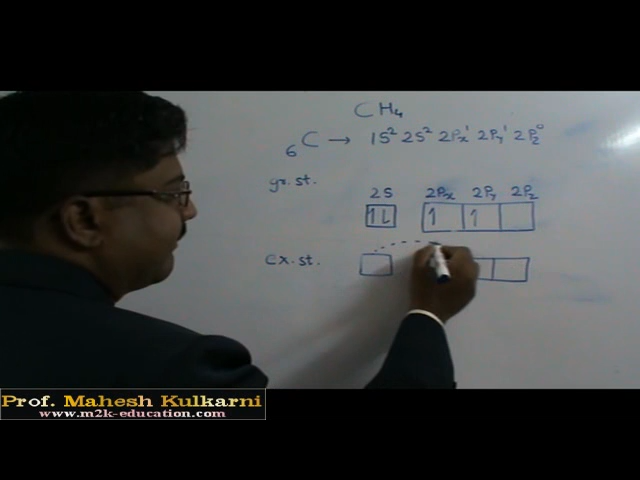 CH₄
₆C → 1S² 2S² 2Px¹ 2Py¹ 2Pz⁰
gr.st.
2S 2Px 2Py 2Pz
1L 1 1
ex.st.
Prof. Mahesh Kulkarni
www.m2k-education.com